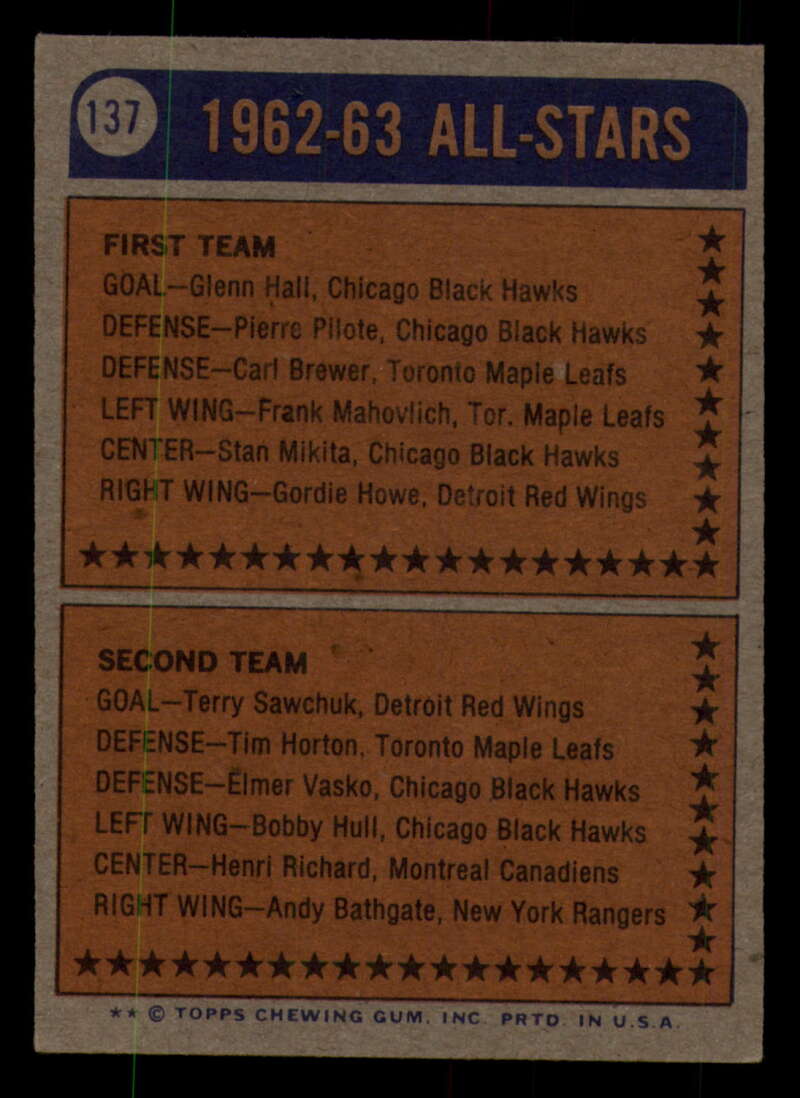 137
1962-63 ALL-STARS
FIRST TEAM
GOAL—Glenn Hall, Chicago Black Hawks
DEFENSE—Pierre Pilote, Chicago Black Hawks
DEFENSE—Carl Brewer, Toronto Maple Leafs
LEFT WING—Frank Mahovlich, Tor. Maple Leafs
CENTER—Stan Mikita, Chicago Black Hawks
RIGHT WING—Gordie Howe, Detroit Red Wings
SECOND TEAM
GOAL—Terry Sawchuk, Detroit Red Wings
DEFENSE—Tim Horton, Toronto Maple Leafs
DEFENSE—Elmer Vasko, Chicago Black Hawks
LEFT WING—Bobby Hull, Chicago Black Hawks
CENTER—Henri Richard, Montreal Canadiens
RIGHT WING—Andy Bathgate, New York Rangers
** © TOPPS CHEWING GUM, INC. PRTD. IN U.S.A.